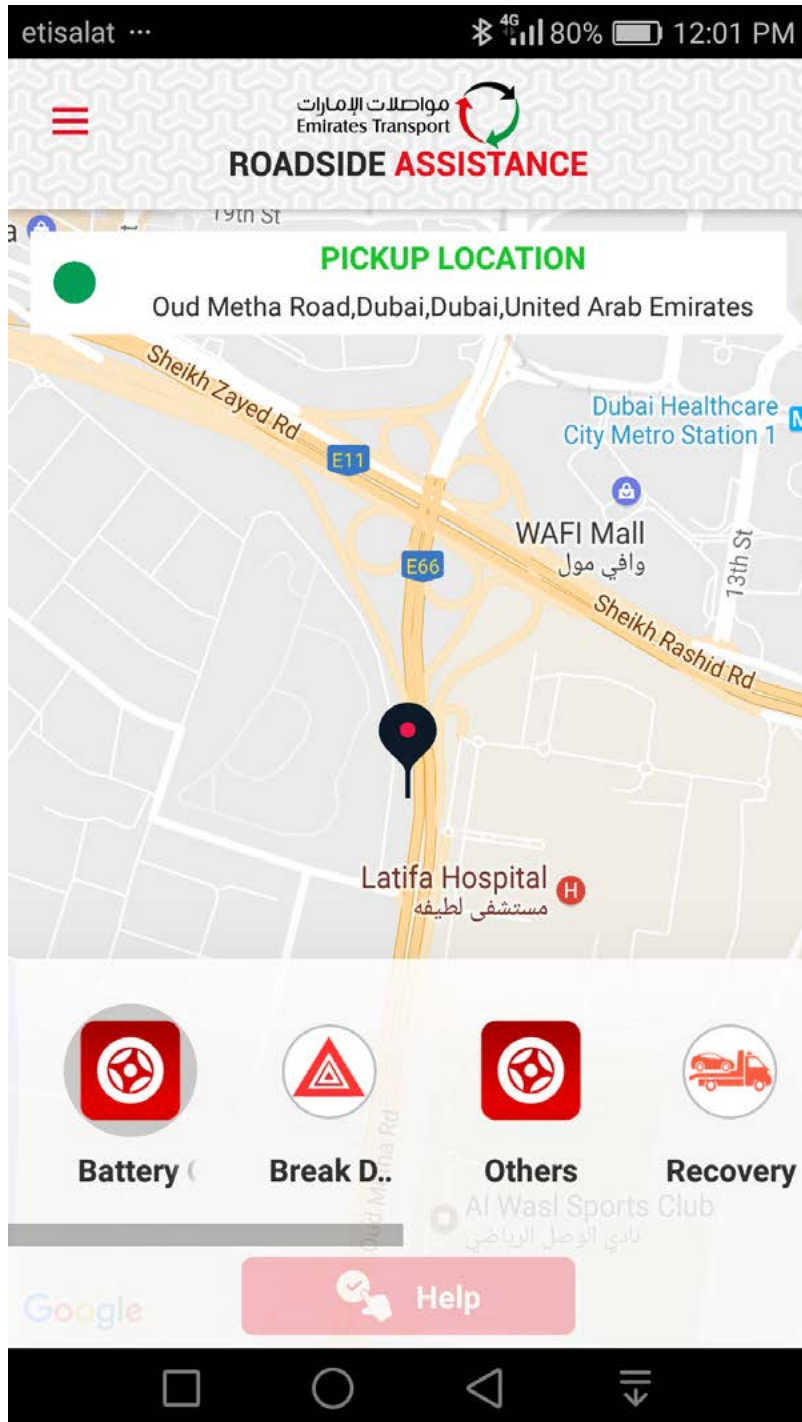 etisalat ...
4G 80% 12:01 PM
مواصلات الإمارات
Emirates Transport
ROADSIDE ASSISTANCE
19th St
a
PICKUP LOCATION
Oud Metha Road,Dubai,Dubai,United Arab Emirates
Sheikh Zayed Rd
Dubai Healthcare
City Metro Station 1
E11
WAFI Mall
وافي مول
13th St
E66
Sheikh Rashid Rd
Latifa Hospital H
مستشفى لطيفه
Battery
Break D..
Others
Recovery
Oud Metha Rd
Al Wasl Sports Club
نادي الوصل الرياضي
Help
Google